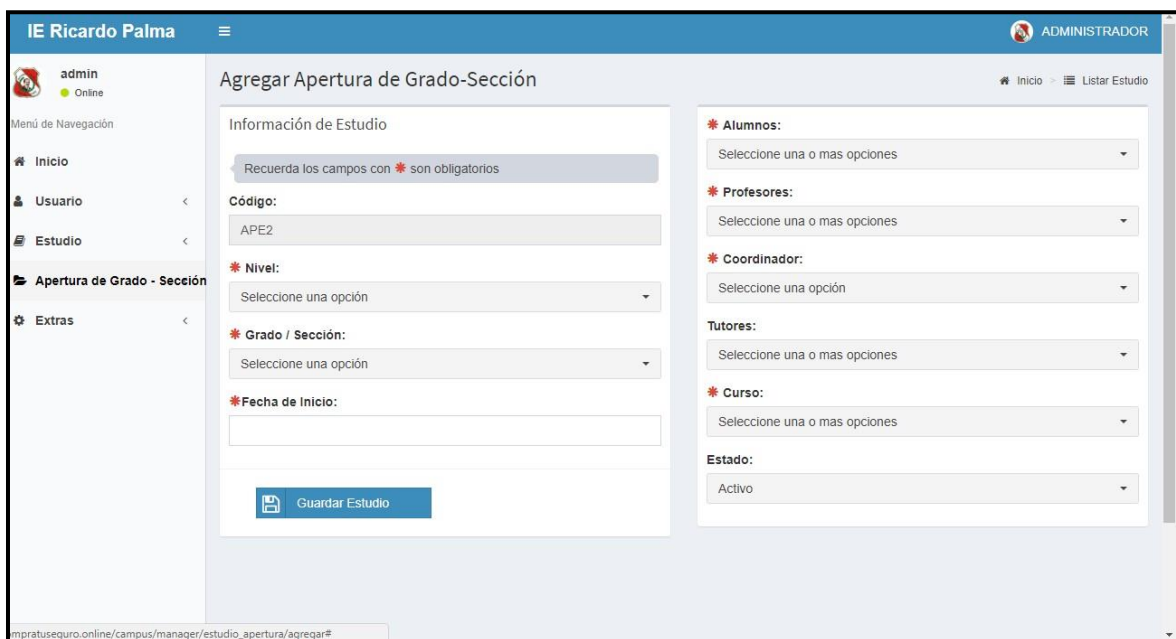 IE Ricardo Palma
ADMINISTRADOR
admin
Online
Menú de Navegación
Inicio
Usuario
Estudio
Apertura de Grado - Sección
Extras
Agregar Apertura de Grado-Sección
Inicio > Listar Estudio
Información de Estudio
Recuerda los campos con * son obligatorios
Código:
APE2
* Nivel:
Seleccione una opción
* Grado / Sección:
Seleccione una opción
*Fecha de Inicio:
Guardar Estudio
* Alumnos:
Seleccione una o mas opciones
* Profesores:
Seleccione una o mas opciones
* Coordinador:
Seleccione una opción
Tutores:
Seleccione una o mas opciones
* Curso:
Seleccione una o mas opciones
Estado:
Activo
ompratuseguro.online/campus/manager/estudio_apertura/agregar#